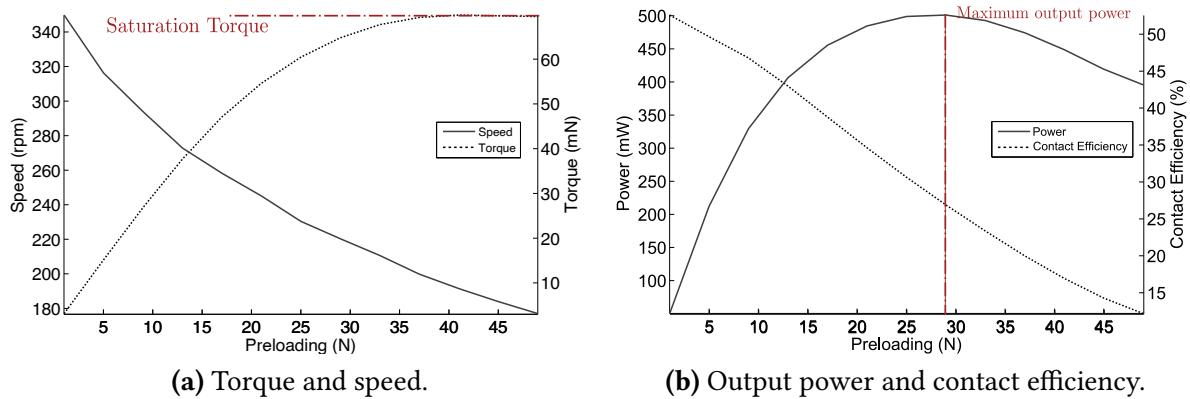 Saturation Torque
340
320
300
280
260
240
220
200
180
Speed (rpm)
60
50
40
30
20
10
Torque (mN)
Speed
Torque
5 10 15 20 25 30 35 40 45
Preloading (N)
(a) Torque and speed.
Maximum output power
500
450
400
350
300
250
200
150
100
Power (mW)
50
45
40
35
30
25
20
15
Contact Efficiency (%)
Power
Contact Efficiency
5 10 15 20 25 30 35 40 45
Preloading (N)
(b) Output power and contact efficiency.